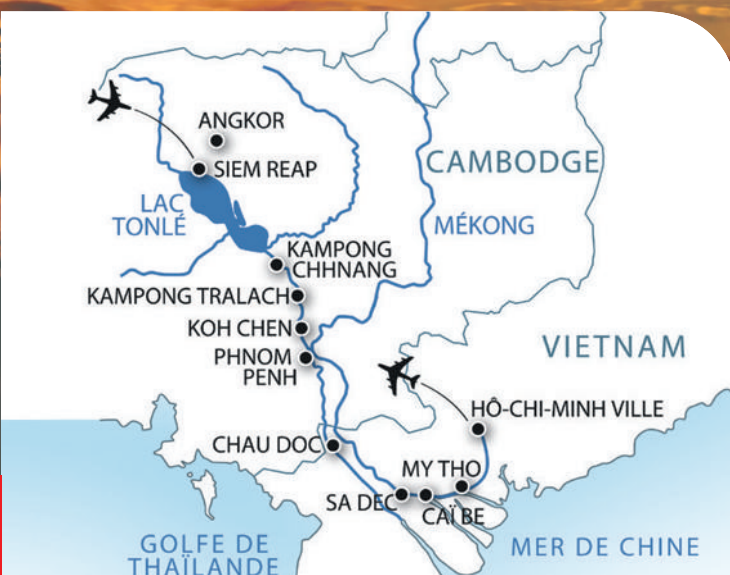 ANGKOR
SIEM REAP
CAMBODGE
LAC
TONLÉ
MÉKONG
KAMPONG
CHHNANG
KAMPONG TRALACH
KOH CHEN
PHNOM
PENH
VIETNAM
HÔ-CHI-MINH VILLE
CHAU DOC
MY THO
SA DEC
CAÏ BE
GOLFE DE
THAÏLANDE
MER DE CHINE